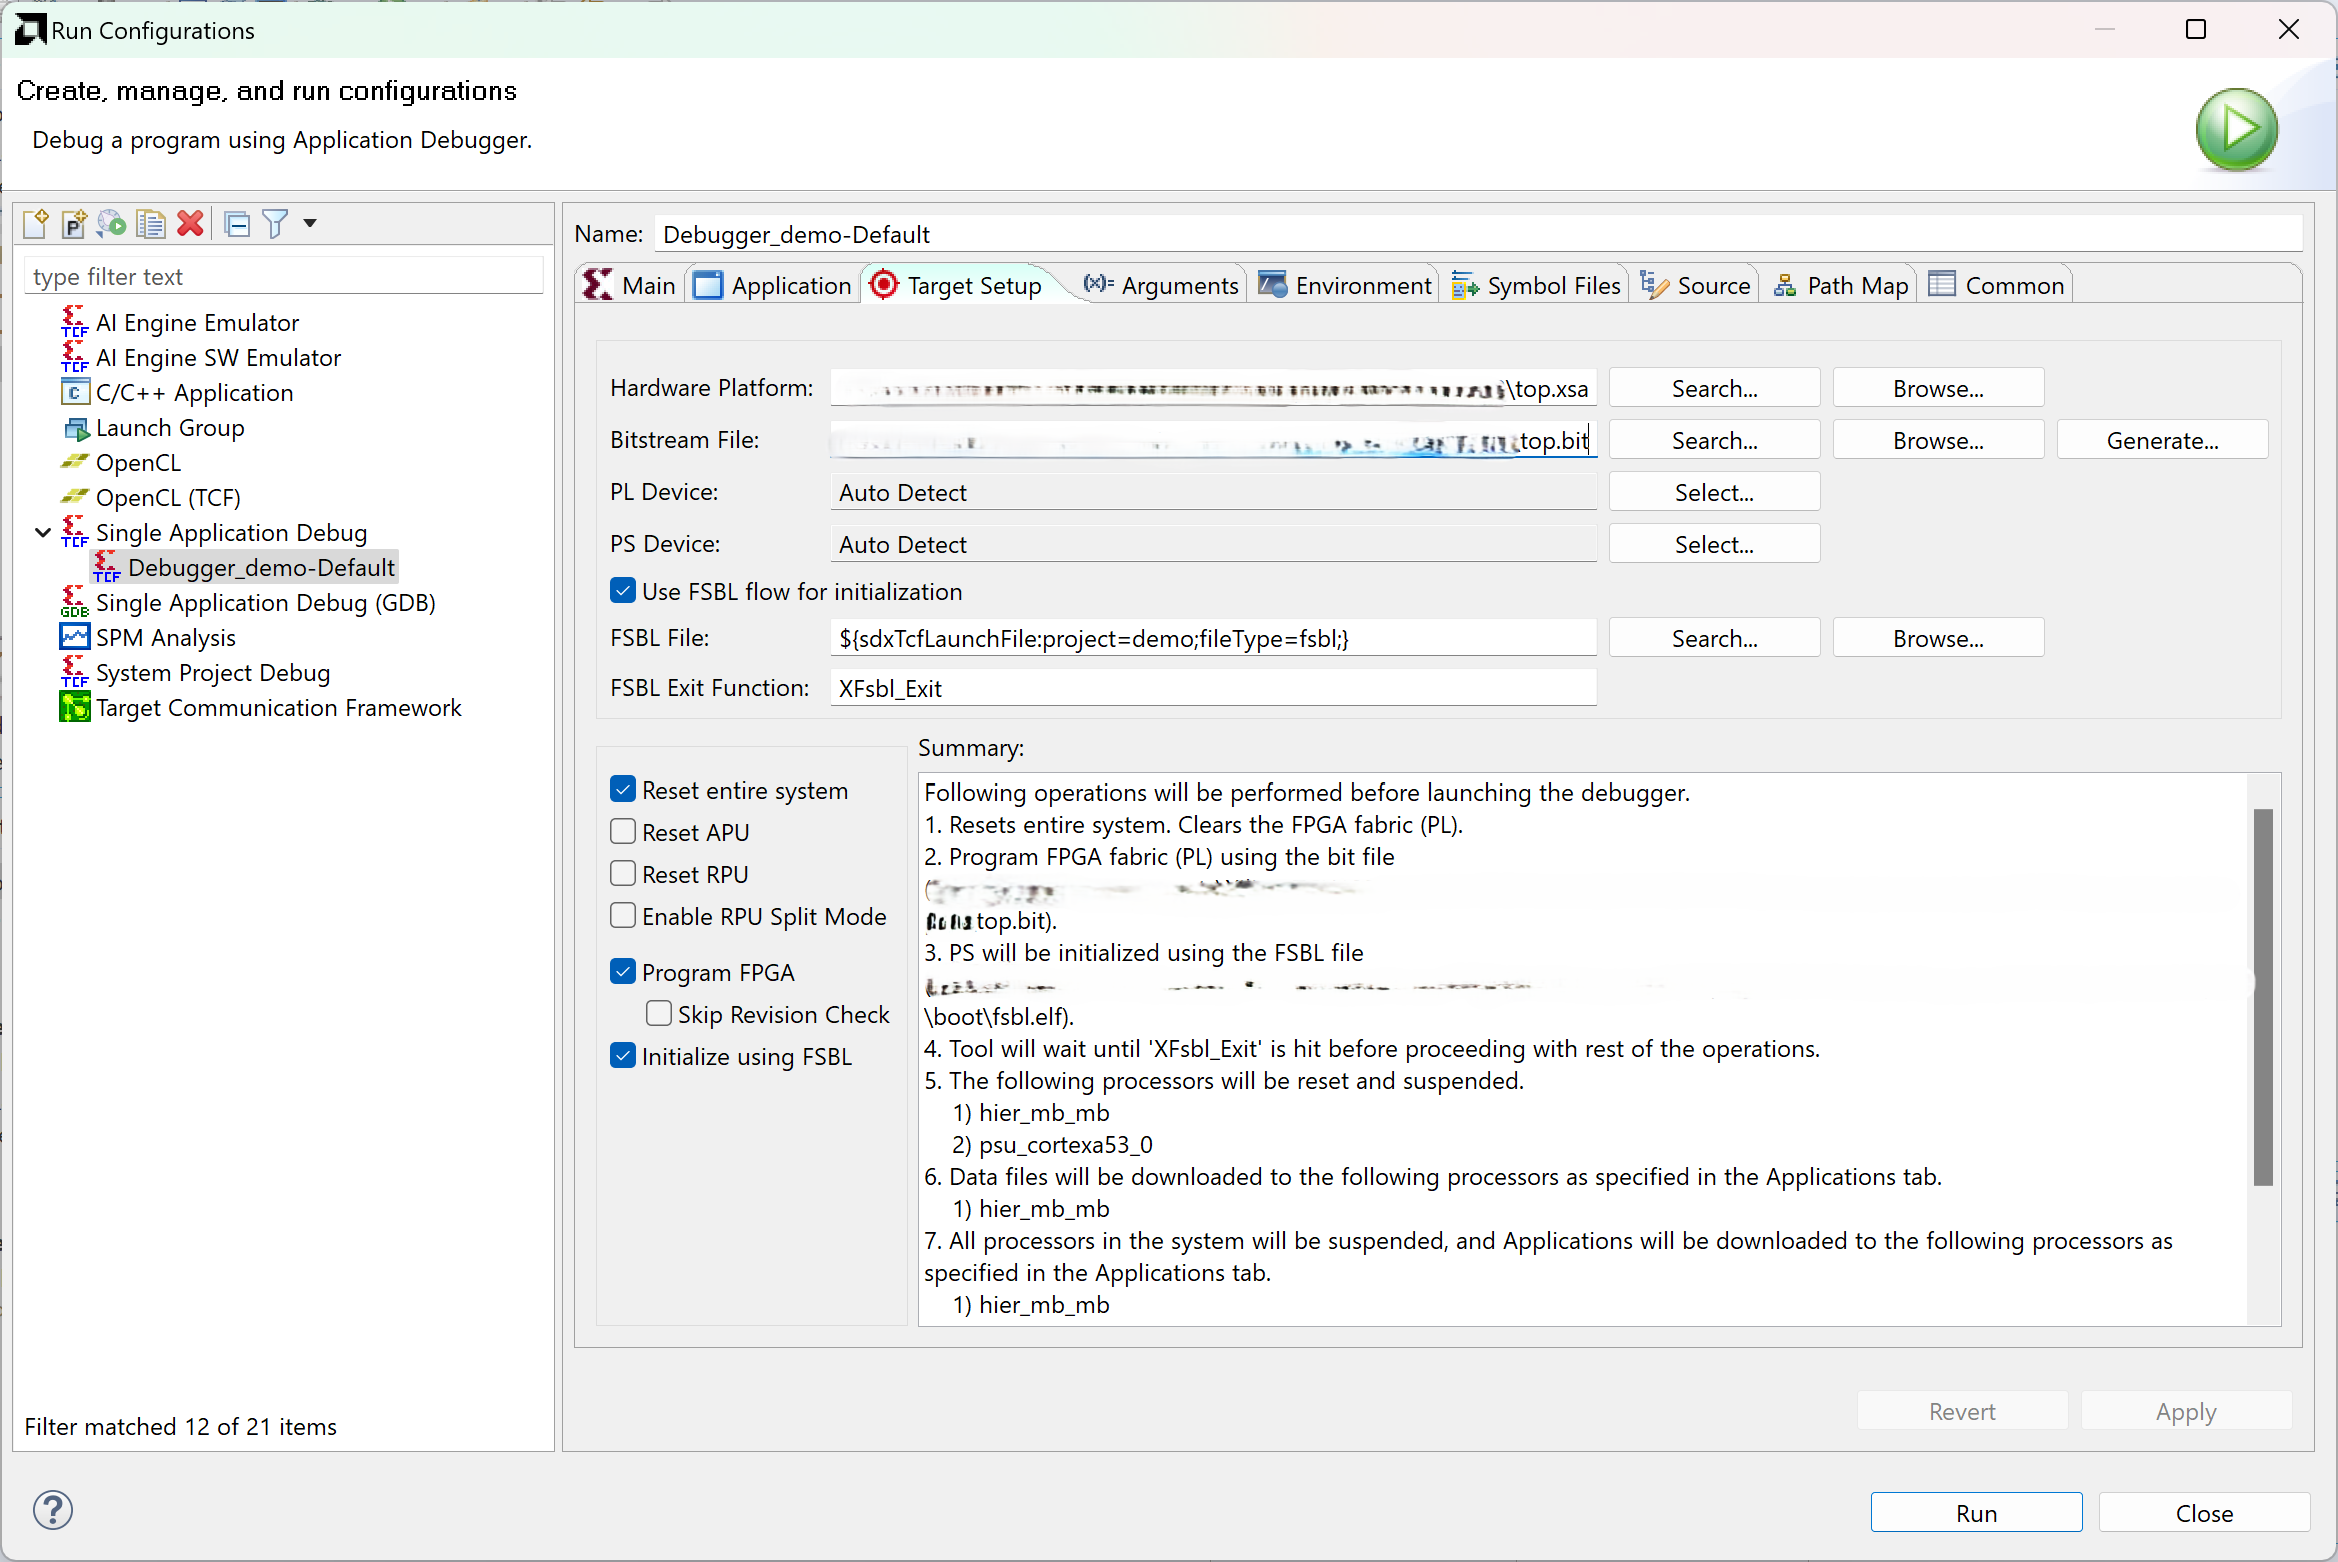 Run Configurations
Create, manage, and run configurations
Debug a program using Application Debugger.
type filter text
AI Engine Emulator
AI Engine SW Emulator
C/C++ Application
Launch Group
OpenCL
OpenCL (TCF)
Single Application Debug
Debugger_demo-Default
Single Application Debug (GDB)
SPM Analysis
System Project Debug
Target Communication Framework
Filter matched 12 of 21 items
Name: Debugger_demo-Default
Main Application Target Setup (x)= Arguments Environment Symbol Files Source Path Map Common
Hardware Platform: \top.xsa Search... Browse...
Bitstream File: top.bit Search... Browse... Generate...
PL Device: Auto Detect Select...
PS Device: Auto Detect Select...
Use FSBL flow for initialization
FSBL File: ${sdxTcfLaunchFile:project=demo;fileType=fsbl;} Search... Browse...
FSBL Exit Function: XFsbl_Exit
Reset entire system
Reset APU
Reset RPU
Enable RPU Split Mode
Program FPGA
Skip Revision Check
Initialize using FSBL
Summary:
Following operations will be performed before launching the debugger.
1. Resets entire system. Clears the FPGA fabric (PL).
2. Program FPGA fabric (PL) using the bit file
top.bit).
3. PS will be initialized using the FSBL file
\boot\fsbl.elf).
4. Tool will wait until 'XFsbl_Exit' is hit before proceeding with rest of the operations.
5. The following processors will be reset and suspended.
1) hier_mb_mb
2) psu_cortexa53_0
6. Data files will be downloaded to the following processors as specified in the Applications tab.
1) hier_mb_mb
7. All processors in the system will be suspended, and Applications will be downloaded to the following processors as
specified in the Applications tab.
1) hier_mb_mb
Revert Apply
Run Close